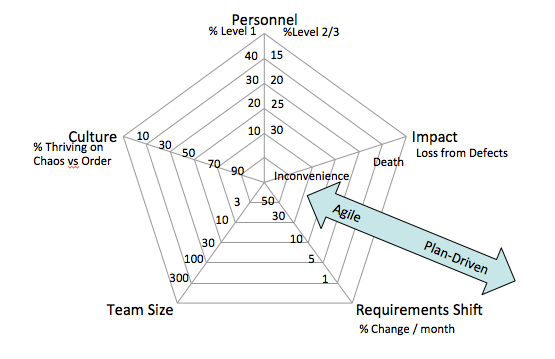 Personnel
% Level 1
%Level 2/3
40
15
30
20
20
25
10
30
Culture
% Thriving on
Chaos vs Order
10
30
50
70
90
Impact
Loss from Defects
Death
Inconvenience
3
10
30
100
300
50
30
10
5
1
Agile
Plan-Driven
Team Size
Requirements Shift
% Change / month